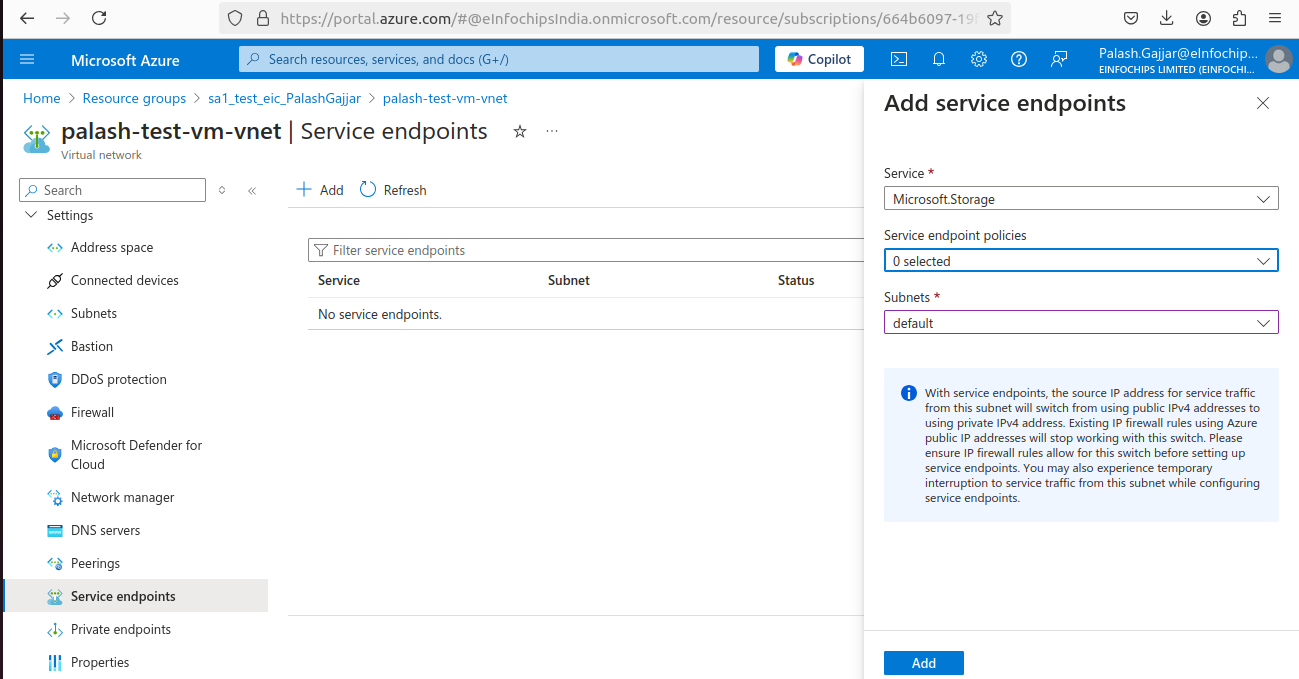 https://portal.azure.com/#@eInfochipsIndia.onmicrosoft.com/resource/subscriptions/664b6097-19
Microsoft Azure
Search resources, services, and docs (G+/)
Copilot
Palash.Gajjar@eInfochip...
EINFOCHIPS LIMITED (EINFOCHI...
Home > Resource groups > sa1_test_eic_PalashGajjar > palash-test-vm-vnet
palash-test-vm-vnet | Service endpoints
Virtual network
Search
Settings
Address space
Connected devices
Subnets
Bastion
DDoS protection
Firewall
Microsoft Defender for
Cloud
Network manager
DNS servers
Peerings
Service endpoints
Private endpoints
Properties
Add
Refresh
Filter service endpoints
Service Subnet Status
No service endpoints.
Add service endpoints
Service *
Microsoft.Storage
Service endpoint policies
0 selected
Subnets *
default
With service endpoints, the source IP address for service traffic
from this subnet will switch from using public IPv4 addresses to
using private IPv4 address. Existing IP firewall rules using Azure
public IP addresses will stop working with this switch. Please
ensure IP firewall rules allow for this switch before setting up
service endpoints. You may also experience temporary
interruption to service traffic from this subnet while configuring
service endpoints.
Add